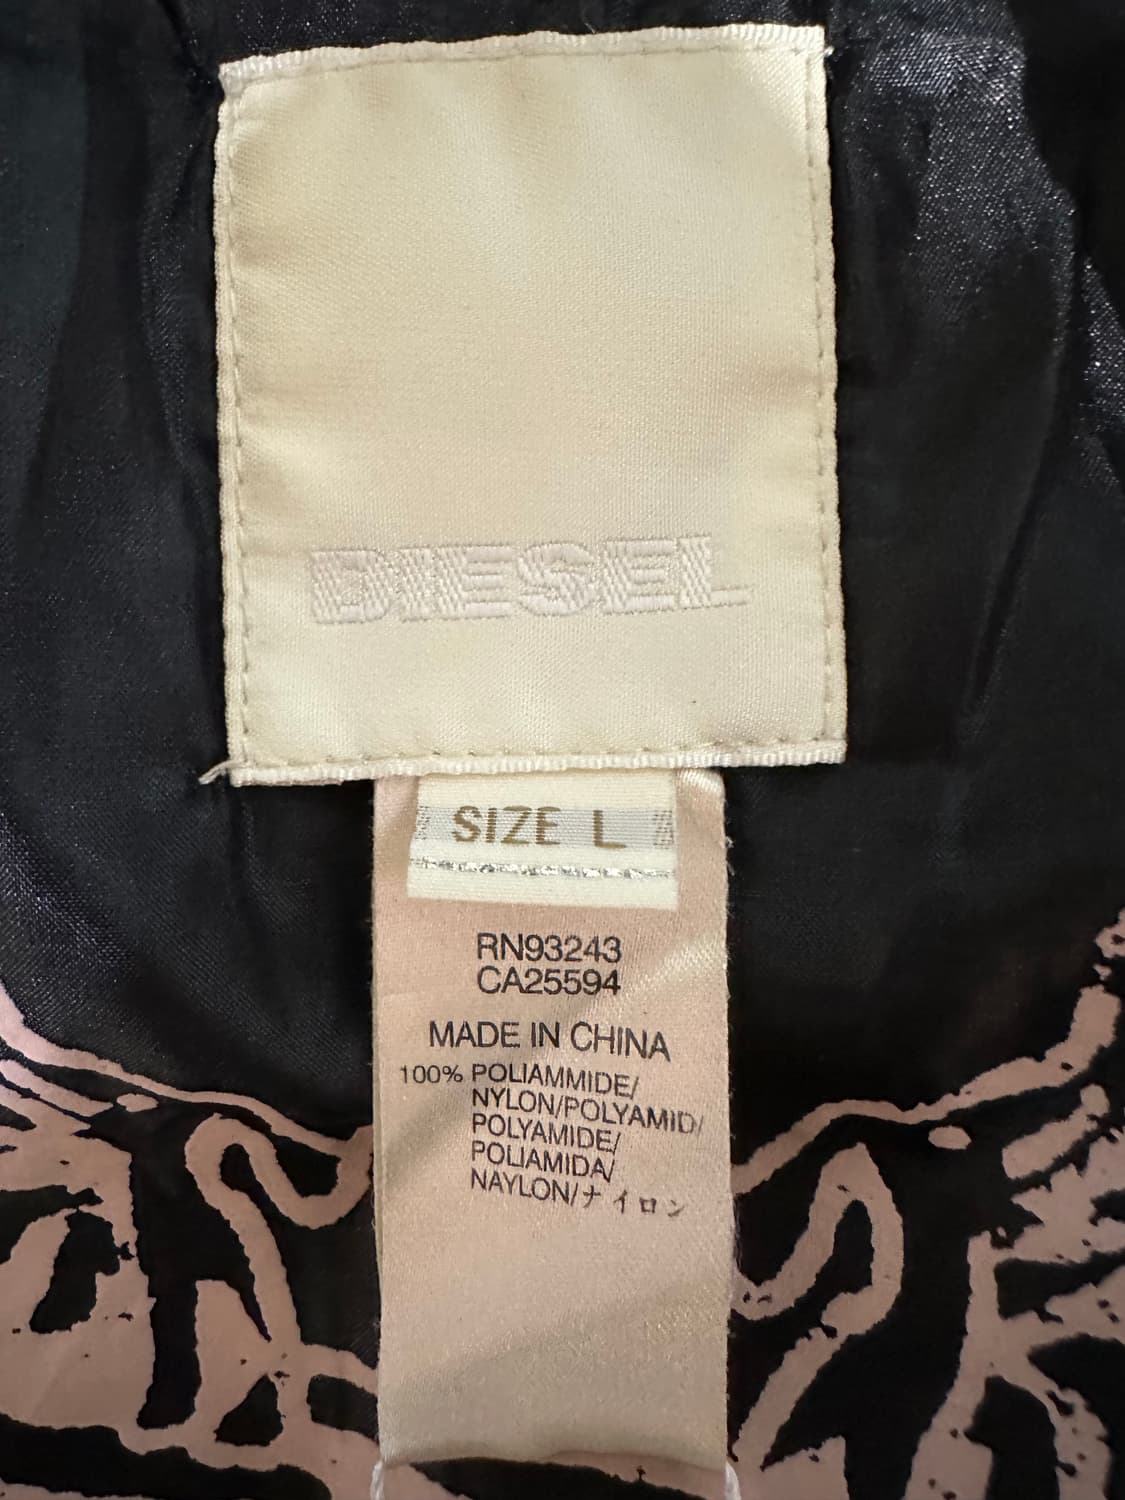 DIESEL
SIZE L
RN93243
CA25594
MADE IN CHINA
100% POLIAMMIDE/
NYLON/POLYAMID/
POLYAMIDE/
POLIAMIDA/
NAYLON/ナイロン